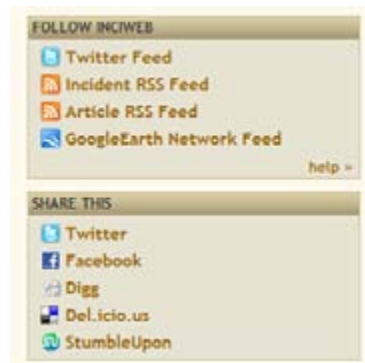 FOLLOW INCIWEB
Twitter Feed
Incident RSS Feed
Article RSS Feed
GoogleEarth Network Feed
help »
SHARE THIS
Twitter
Facebook
Digg
Del.icio.us
StumbleUpon